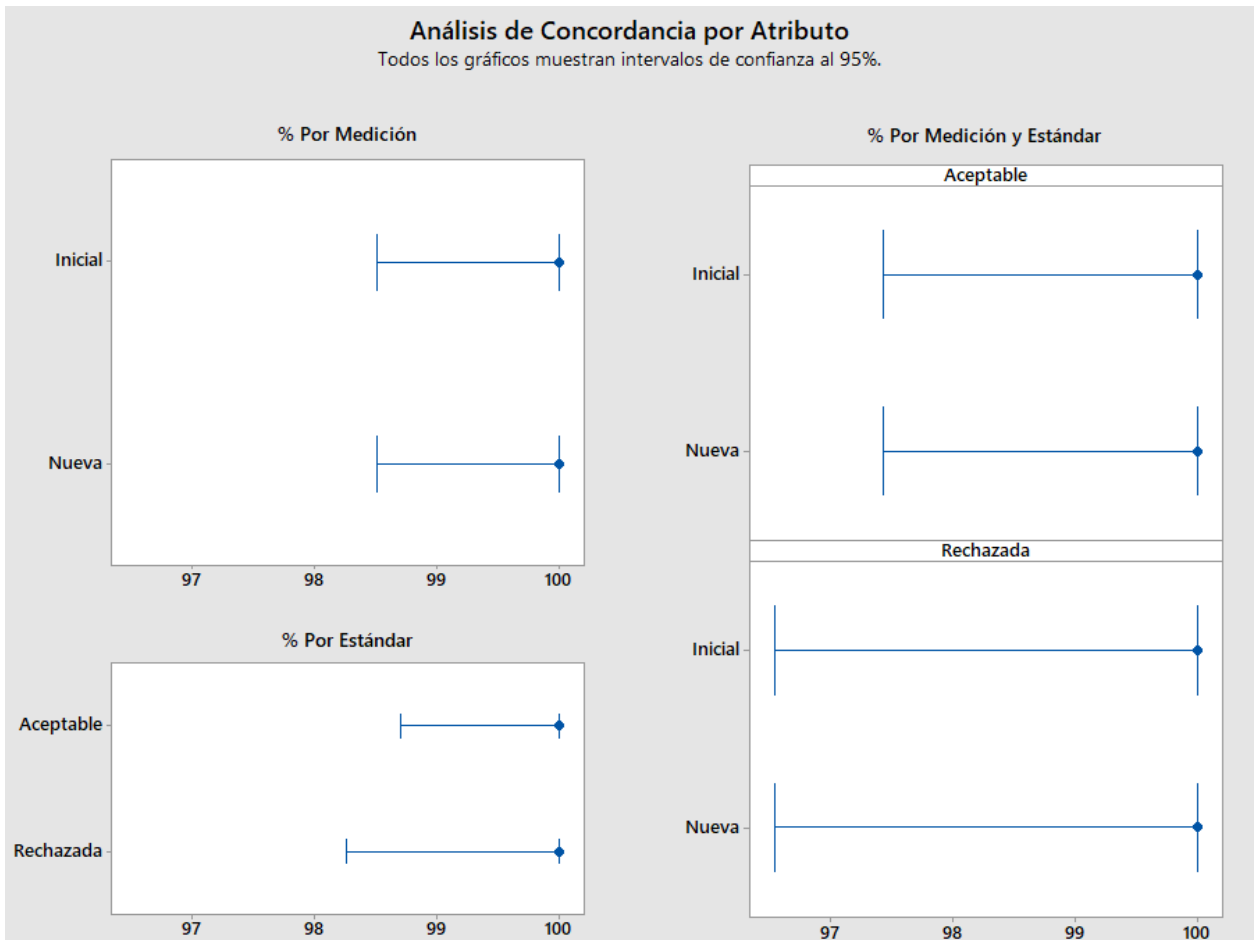 Análisis de Concordancia por Atributo
Todos los gráficos muestran intervalos de confianza al 95%.
% Por Medición
Inicial
Nueva
97 98 99 100
% Por Estándar
Aceptable
Rechazada
97 98 99 100
% Por Medición y Estándar
Aceptable
Inicial
Nueva
Rechazada
Inicial
Nueva
97 98 99 100